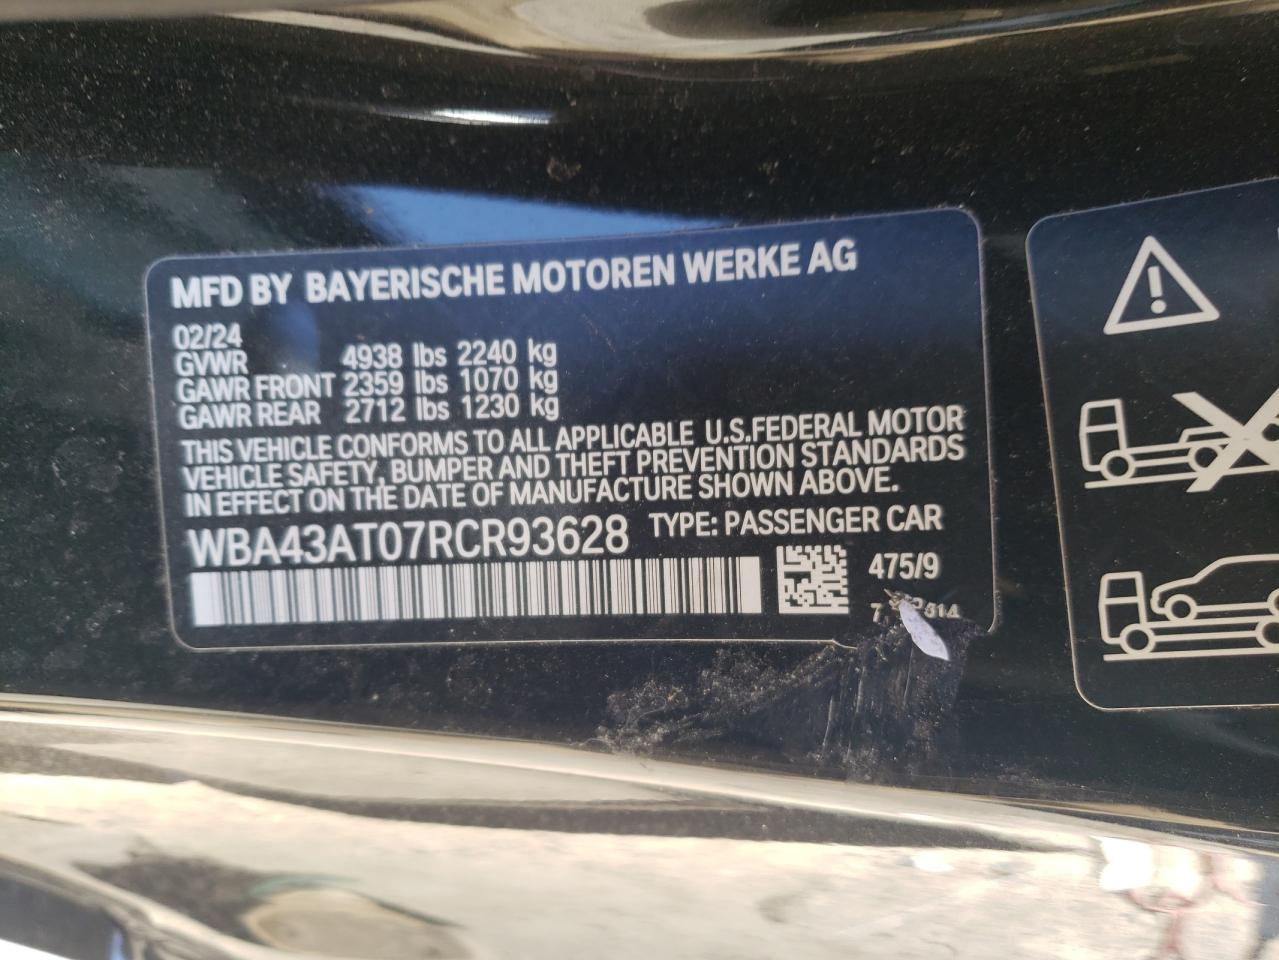 MFD BY BAYERISCHE MOTOREN WERKE AG
02/24
GVWR 4938 lbs 2240 kg
GAWR FRONT 2359 lbs 1070 kg
GAWR REAR 2712 lbs 1230 kg
THIS VEHICLE CONFORMS TO ALL APPLICABLE U.S.FEDERAL MOTOR
VEHICLE SAFETY, BUMPER AND THEFT PREVENTION STANDARDS
IN EFFECT ON THE DATE OF MANUFACTURE SHOWN ABOVE.
WBA43AT07RCR93628 TYPE: PASSENGER CAR
475/9